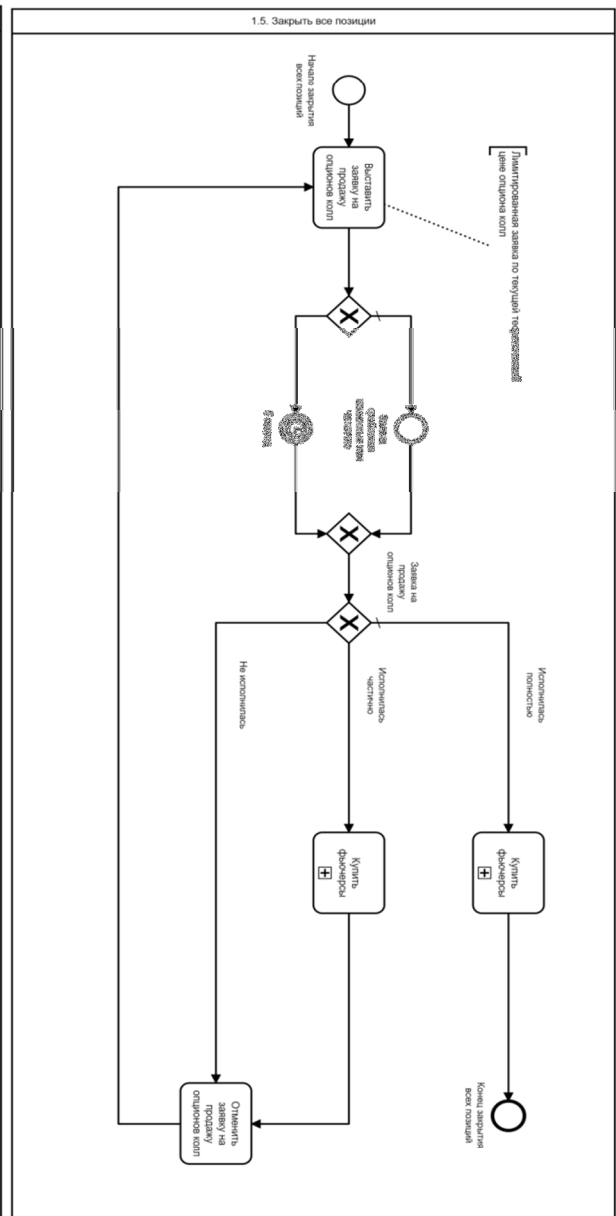 1.5. Закрыть все позиции
Начало закрытия
всех позиций
Выставить
заявку на
продажу
опционов колл
Лимитированная заявка по текущей
цене опциона колл
Заявка на
продажу
опционов колл
Исполнилась
полностью
Исполнилась
частично
Не исполнилась
Купить
фьючерсы
Купить
фьючерсы
Конец закрытия
всех позиций
Отменить
заявку на
продажу
опционов колл